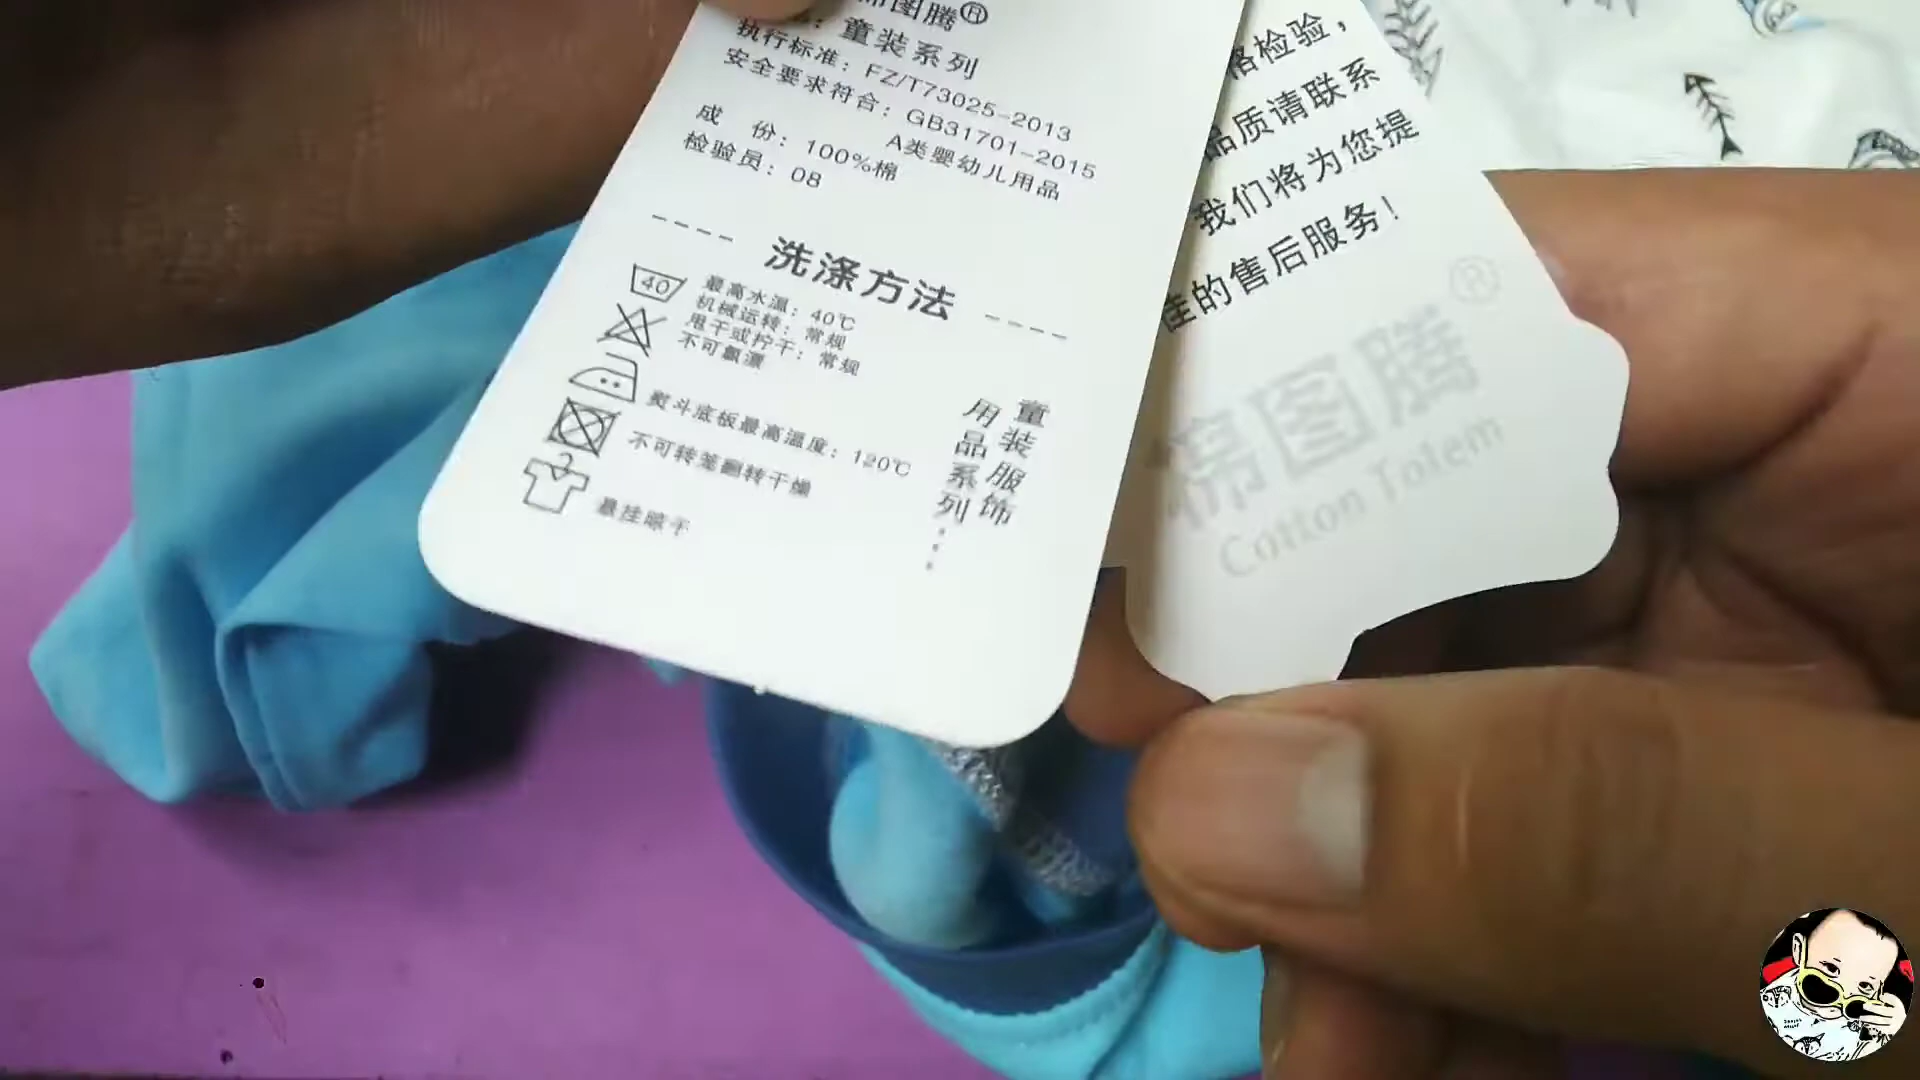 棉图腾®
品：童装系列
执行标准：FZ/T73025-2013
安全要求符合：GB31701-2015
A类婴幼儿用品
成 份：100%棉
检验员：08
洗涤方法
40
最高水温：40℃
机械运转：常规
甩干或拧干：常规
不可氯漂
熨斗底板最高温度：120℃
不可转笼翻转干燥
悬挂晾干
童装服饰
用品系列
格检验，
品质请联系
我们将为您提
佳的售后服务！
棉图腾®
Cotton Totem